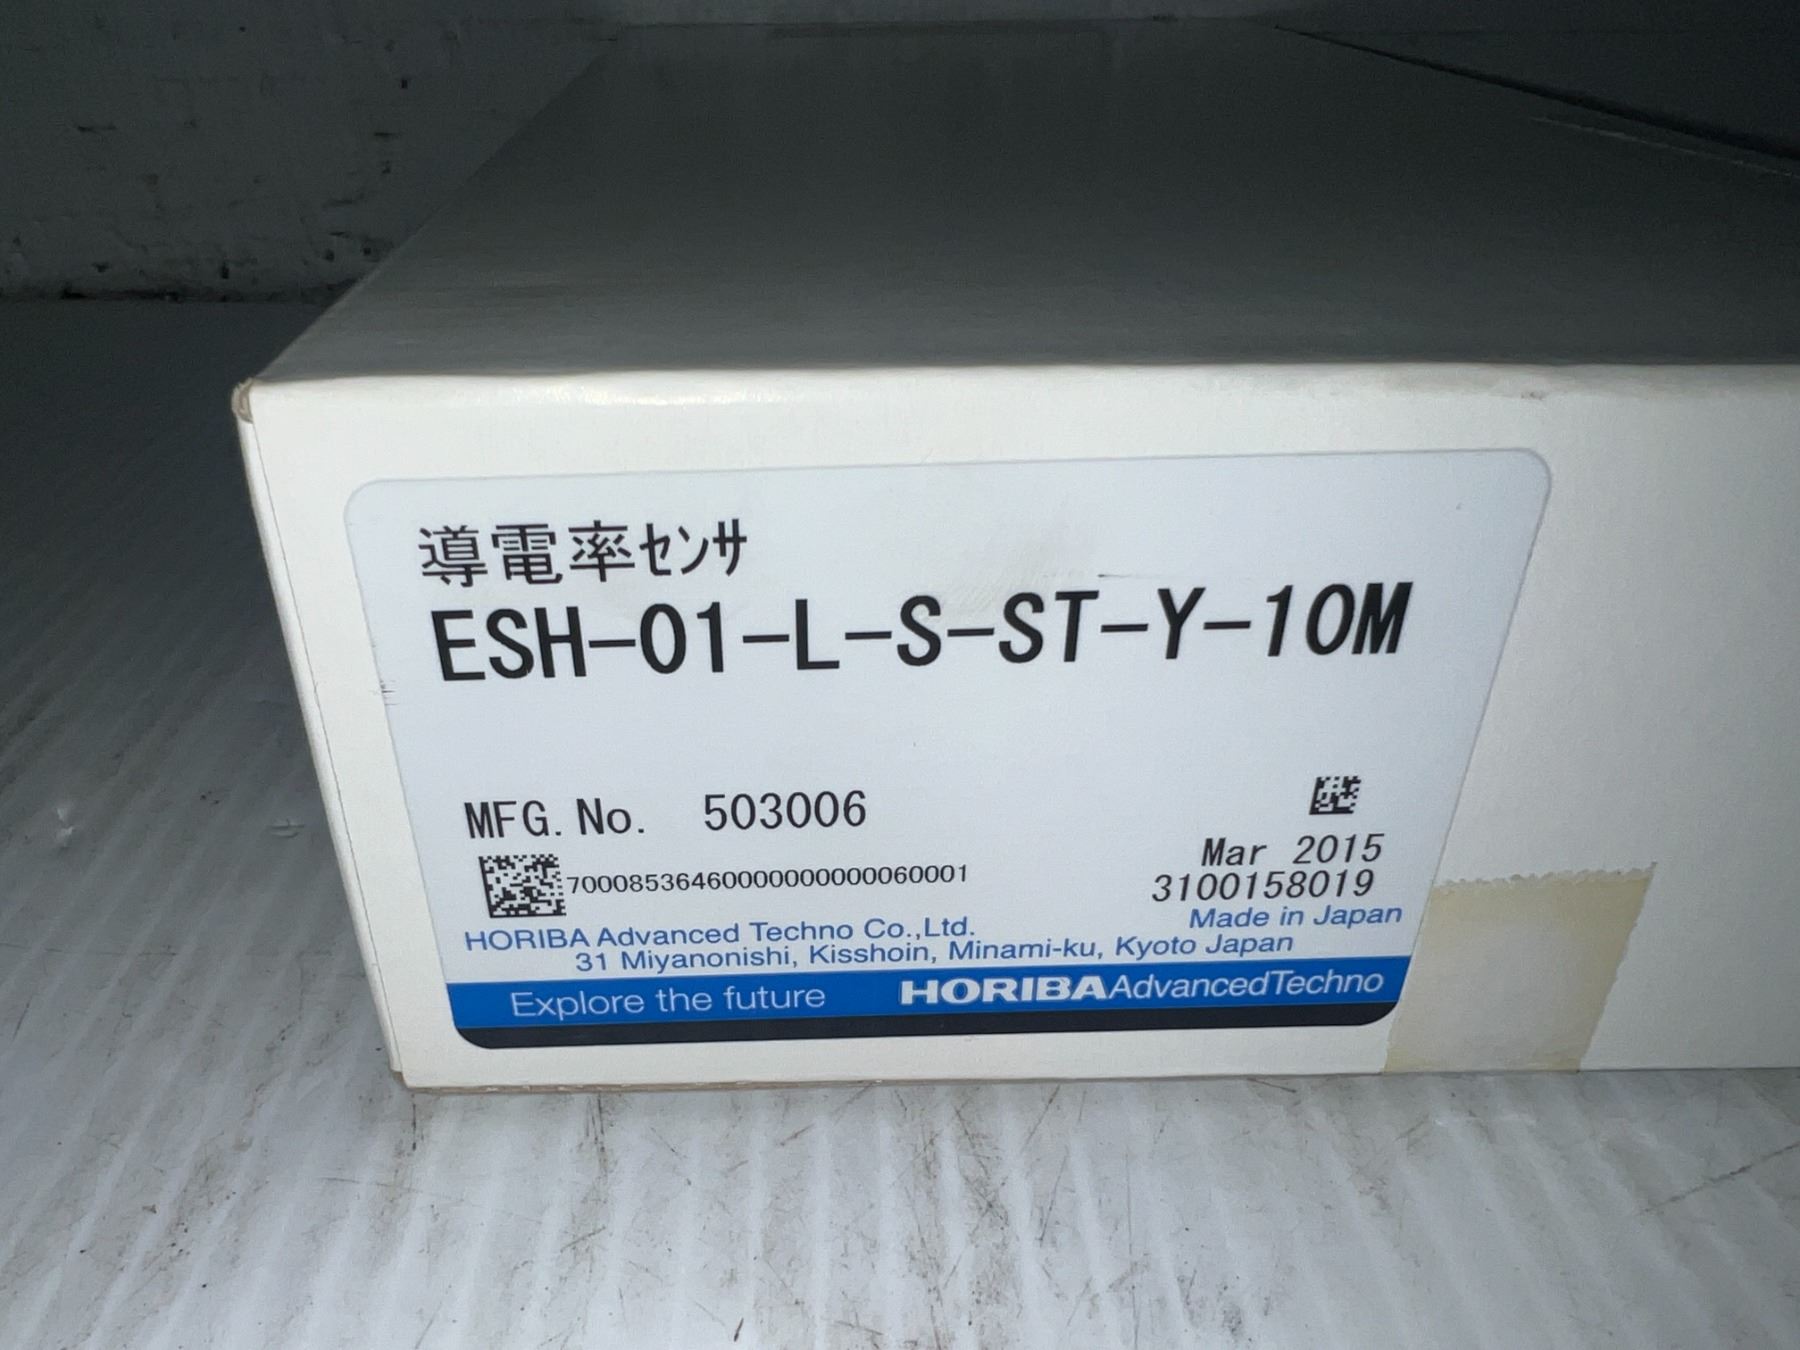 導電率ｾﾝｻ
ESH-01-L-S-ST-Y-10M
MFG. No. 503006
Mar 2015
70008536460000000000060001
3100158019
Made in Japan
HORIBA Advanced Techno Co.,Ltd.
31 Miyanonishi, Kisshoin, Minami-ku, Kyoto Japan
Explore the future HORIBAAdvancedTechno